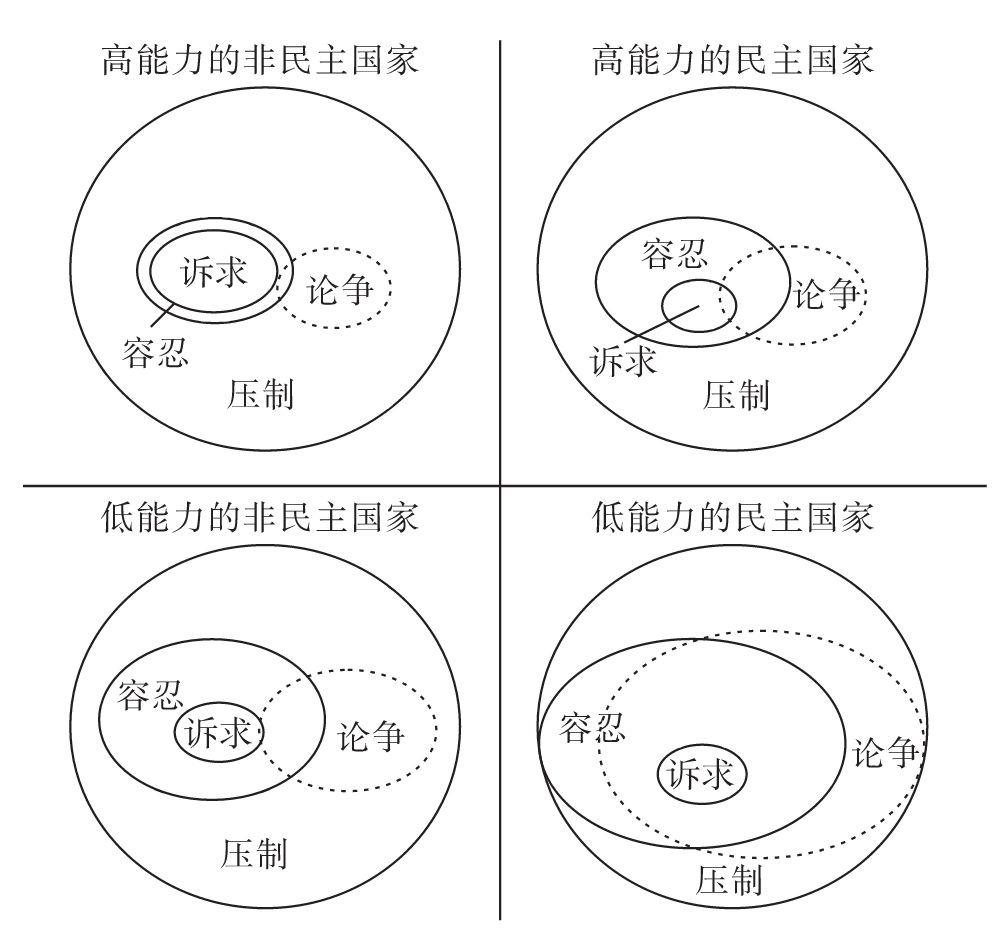 高能力的非民主国家
诉求
论争
容忍
压制
高能力的民主国家
容忍
论争
诉求
压制
低能力的非民主国家
容忍
诉求
论争
压制
低能力的民主国家
容忍
论争
诉求
压制